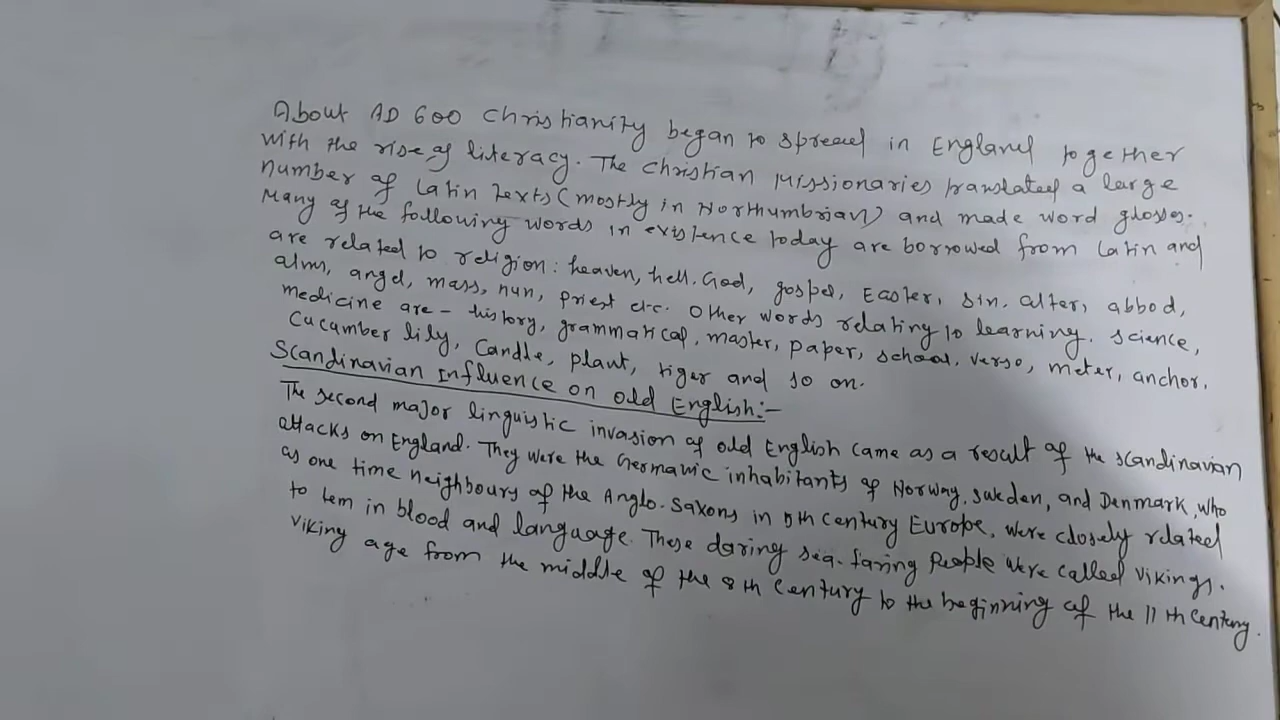 About AD 600 Christianity began to spread in England together
with the rise of literacy. The Christian Missionaries translated a large
number of Latin texts (mostly in Northumbrian) and made word glosses.
Many of the following words in existence today are borrowed from Latin and
are related to religion: heaven, hell. God, gospel, Easter, sin, alter, abbod,
alms, angel, mass, nun, priest etc. Other words relating to learning. science,
medicine are - history, grammatical, master, paper, school, verso, meter, anchor.
Cucumber lily, Candle, plant, tiger and so on.
Scandinavian Influence on Old English:-
The second major linguistic invasion of old English came as a result of the scandinavian
attacks on England. They were the Germanic inhabitants of Norway, Sweden, and Denmark, who
as one time neighbours of the Anglo-Saxons in 5th century Europe, were closely related
to tem in blood and language. These daring sea-faring people were called Vikings.
Viking age from the middle of the 8th century to the beginning of the 11th century.